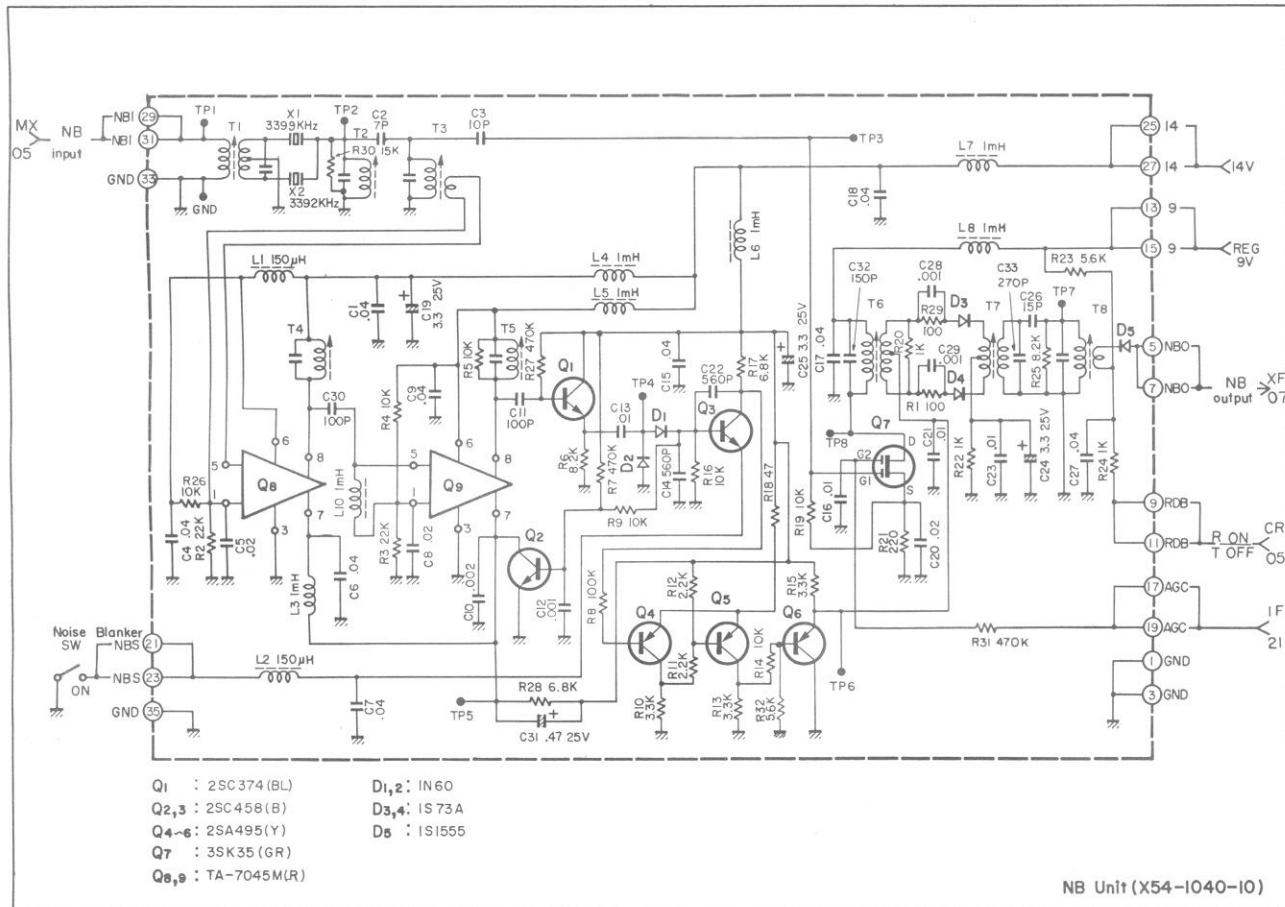 MX
05
NB
input
NBI 29
NBI 31
GND 33
TP1
T1
X1
3399KHz
X2
3392KHz
GND
TP2
C2
7P
T2
R30 15K
T3
C3
10P
TP3
L7 1mH
25 14
27 14
14V
C18
.04
13 9
15 9
REG
9V
L8 1mH
R23 5.6K
L6 1mH
L1 150µH
L4 1mH
L5 1mH
C1
.04
C19
3.3 25V
T4
T5
R5 10K
R27 470K
Q1
C15 .04
C25 3.3 25V
R17
6.8K
C22
560P
C17 .04
C32
150P
T6
C28
.001
D3
R29
100
R20
1K
C29
.001
D4
R1 100
T7
C33
270P
C26
15P
R25 8.2K
TP7
T8
D5
5 NBO
7 NBO
NB
output
XF
07
C30
100P
R4 10K
C9
.04
C11
100P
TP4
C13
.01
D1
D2
Q3
R6
8.2K
R7 470K
C14 560P
R16
10K
R9 10K
R18 47
TP8
Q7
G2
G1
D
S
C21
.01
R22 1K
C23 .01
C24 3.3 25V
C27 .04
R24 1K
C16 .01
R19 10K
R21
220
C20 .02
R26
10K
C4 .04
R2 22K
C5
.02
Q8
5
1
6
8
7
3
L10 1mH
R3 22K
C8 .02
Q9
5
1
6
8
7
3
L3 1mH
C6 .04
C10 .002
Q2
C12
.001
R8 100K
Q4
R12
2.2K
Q5
R11
2.2K
R14 10K
R15
3.3K
Q6
R10
3.3K
R13
3.3K
R32
5.6K
TP6
R31 470K
9 RDB
11 RDB
R ON
T OFF
CR
05
17 AGC
19 AGC
IF
21
1 GND
3 GND
Noise Blanker
SW
ON
21 NBS
23 NBS
GND 35
L2 150µH
C7
.04
TP5
R28 6.8K
C31 .47 25V
Q1 : 2SC374(BL)
Q2,3 : 2SC458(B)
Q4~6 : 2SA495(Y)
Q7 : 3SK35(GR)
Q8,9 : TA-7045M(R)
D1,2 : IN60
D3,4 : IS73A
D5 : IS1555
NB Unit (X54-1040-10)